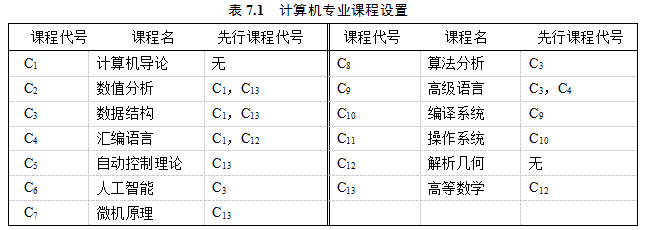 表 7.1 计算机专业课程设置
课程代号 课程名 先行课程代号 课程代号 课程名 先行课程代号
C₁ 计算机导论 无 C₈ 算法分析 C₃
C₂ 数值分析 C₁，C₁₃ C₉ 高级语言 C₃，C₄
C₃ 数据结构 C₁，C₁₃ C₁₀ 编译系统 C₉
C₄ 汇编语言 C₁，C₁₂ C₁₁ 操作系统 C₁₀
C₅ 自动控制理论 C₁₃ C₁₂ 解析几何 无
C₆ 人工智能 C₃ C₁₃ 高等数学 C₁₂
C₇ 微机原理 C₁₃